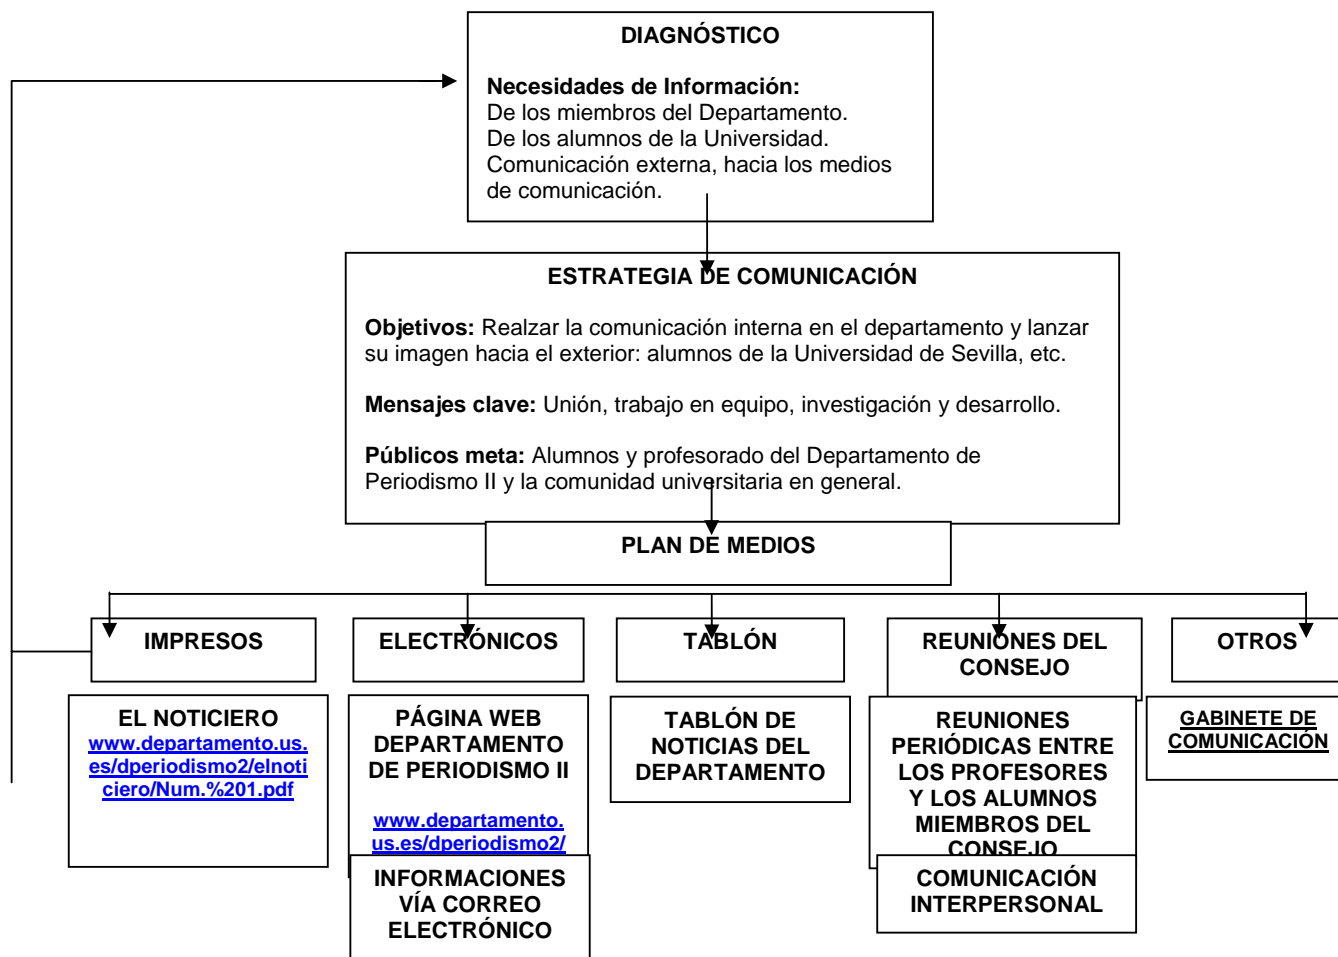 DIAGNÓSTICO
Necesidades de Información:
De los miembros del Departamento.
De los alumnos de la Universidad.
Comunicación externa, hacia los medios
de comunicación.
ESTRATEGIA DE COMUNICACIÓN
Objetivos: Realzar la comunicación interna en el departamento y lanzar
su imagen hacia el exterior: alumnos de la Universidad de Sevilla, etc.
Mensajes clave: Unión, trabajo en equipo, investigación y desarrollo.
Públicos meta: Alumnos y profesorado del Departamento de
Periodismo II y la comunidad universitaria en general.
PLAN DE MEDIOS
IMPRESOS
EL NOTICIERO
www.departamento.us.
es/dperiodismo2/elnoti
ciero/Num.%201.pdf
ELECTRÓNICOS
PÁGINA WEB
DEPARTAMENTO
DE PERIODISMO II
www.departamento.
us.es/dperiodismo2/
INFORMACIONES
VÍA CORREO
ELECTRÓNICO
TABLÓN
TABLÓN DE
NOTICIAS DEL
DEPARTAMENTO
REUNIONES DEL
CONSEJO
REUNIONES
PERIÓDICAS ENTRE
LOS PROFESORES
Y LOS ALUMNOS
MIEMBROS DEL
CONSEJO
COMUNICACIÓN
INTERPERSONAL
OTROS
GABINETE DE
COMUNICACIÓN